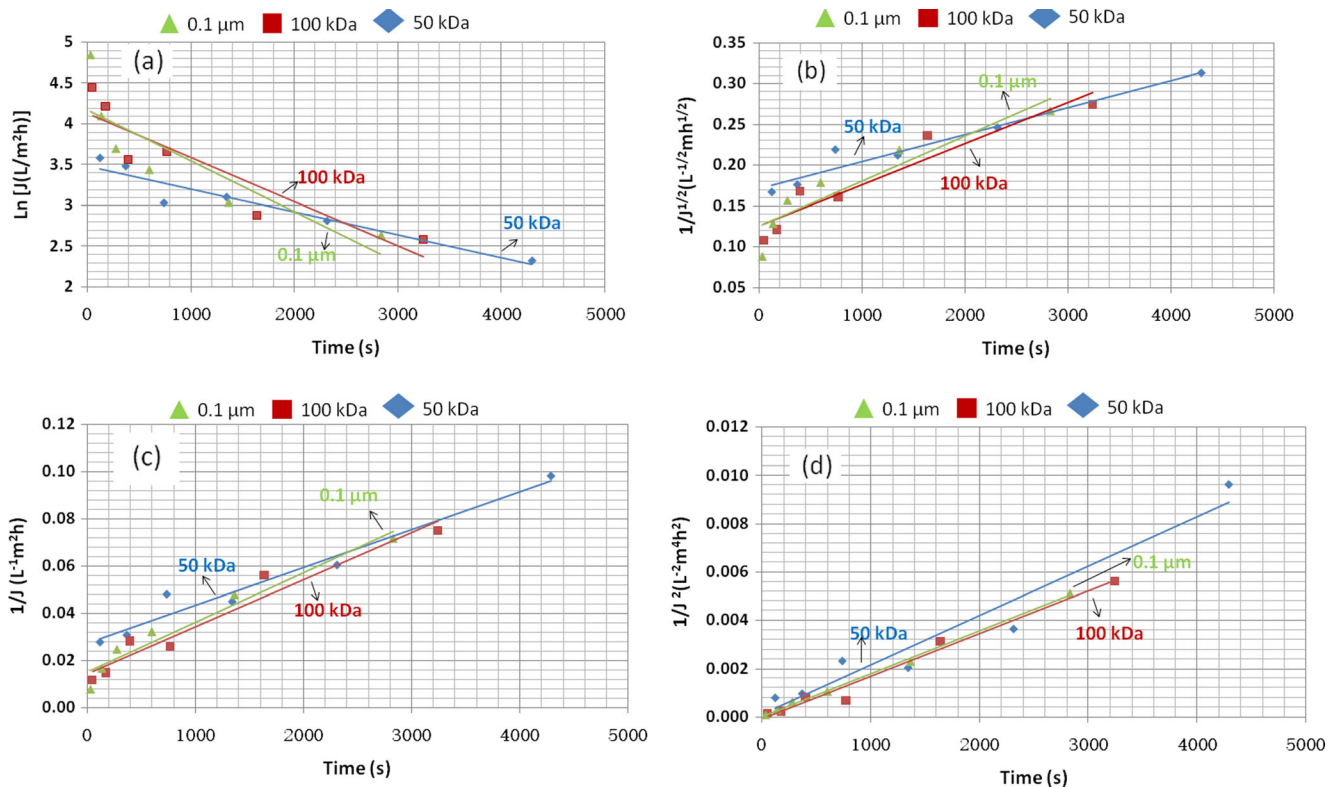 0.1 µm 100 kDa 50 kDa
(a)
Ln [J(L/m²h)]
5
4.5
4
3.5
3
2.5
2
100 kDa
50 kDa
0.1 µm
0 1000 2000 3000 4000 5000
Time (s)
0.1 µm 100 kDa 50 kDa
(b)
1/J^1/2(L^-1/2mh^1/2)
0.35
0.30
0.25
0.20
0.15
0.10
0.05
0.1 µm
50 kDa
100 kDa
0 1000 2000 3000 4000 5000
Time (s)
0.1 µm 100 kDa 50 kDa
(c)
1/J (L⁻¹m²h)
0.12
0.10
0.08
0.06
0.04
0.02
0.00
0.1 µm
50 kDa
100 kDa
0 1000 2000 3000 4000 5000
Time (s)
0.1 µm 100 kDa 50 kDa
(d)
1/J ²(L⁻²m⁴h²)
0.012
0.010
0.008
0.006
0.004
0.002
0.000
0.1 µm
50 kDa
100 kDa
0 1000 2000 3000 4000 5000
Time (s)